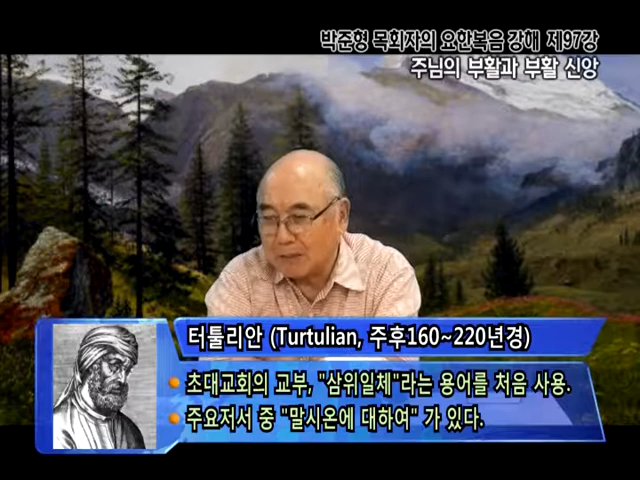 박준형 목회자의 요한복음 강해 제97강
주님의 부활과 부활 신앙
터툴리안 (Turtulian, 주후160~220년경)
초대교회의 교부, "삼위일체"라는 용어를 처음 사용.
주요저서 중 "말시온에 대하여" 가 있다.